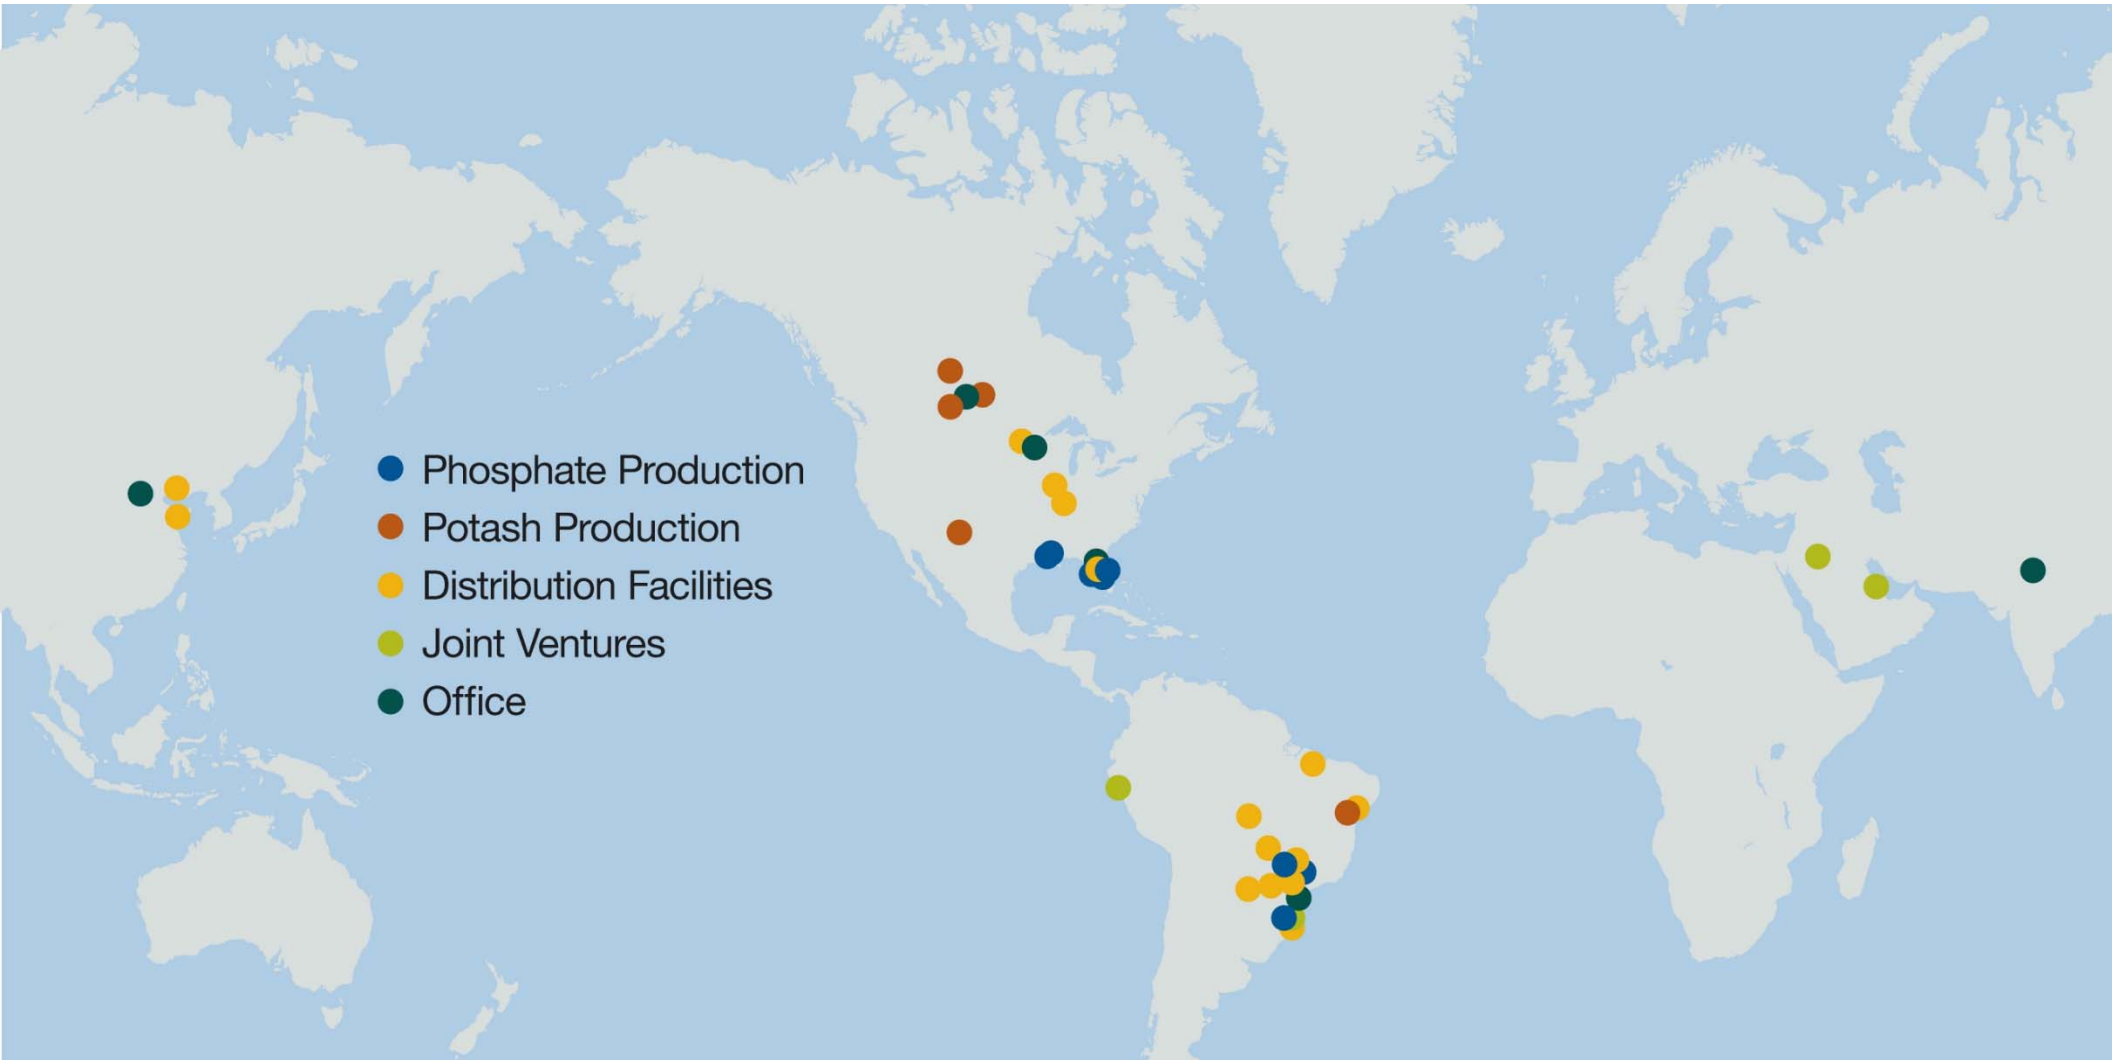 Phosphate Production
Potash Production
Distribution Facilities
Joint Ventures
Office